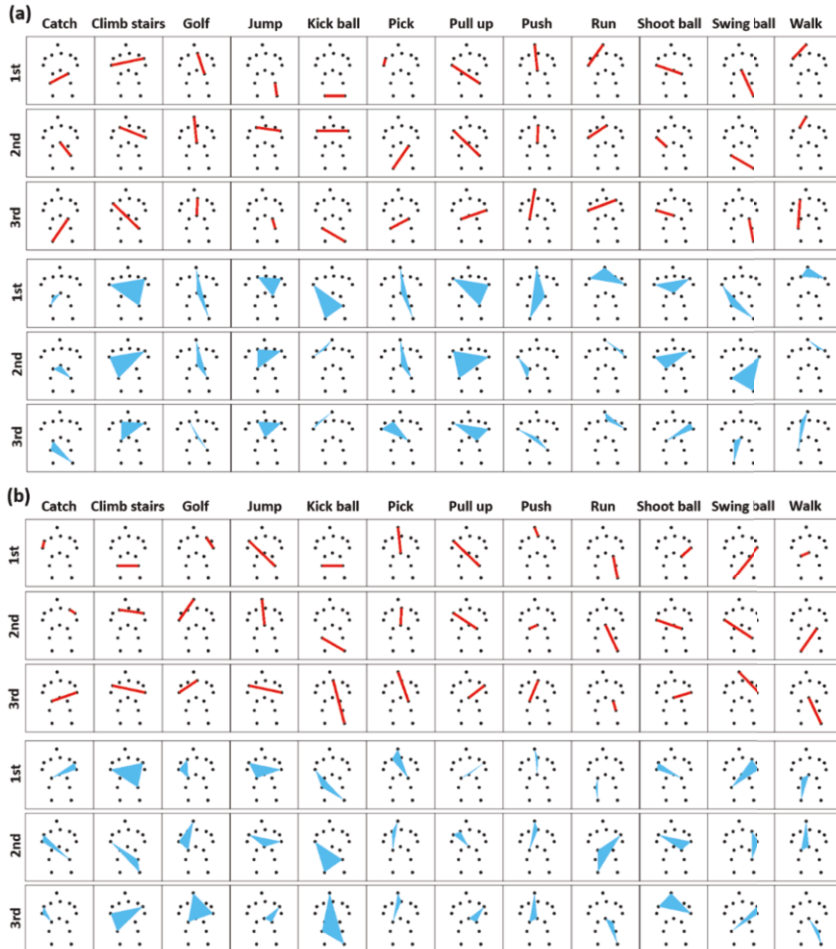 (a)
Catch Climb stairs Golf Jump Kick ball Pick Pull up Push Run Shoot ball Swing ball Walk
1st
2nd
3rd
1st
2nd
3rd
(b)
Catch Climb stairs Golf Jump Kick ball Pick Pull up Push Run Shoot ball Swing ball Walk
1st
2nd
3rd
1st
2nd
3rd